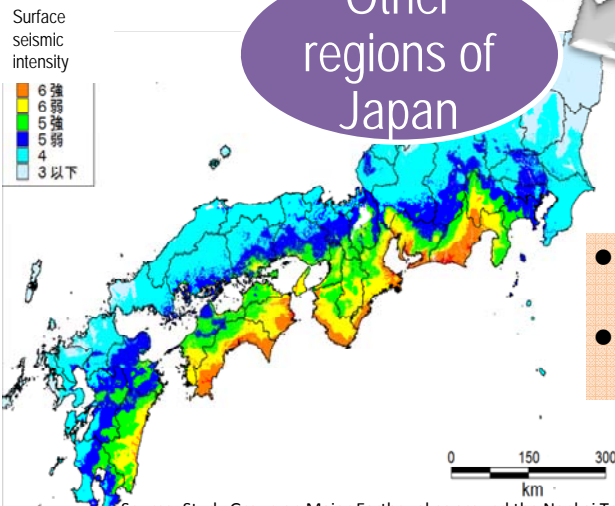 Surface
seismic
intensity
Other
regions of
Japan
6強
6弱
5強
5弱
4
3以下
0 150 300
km